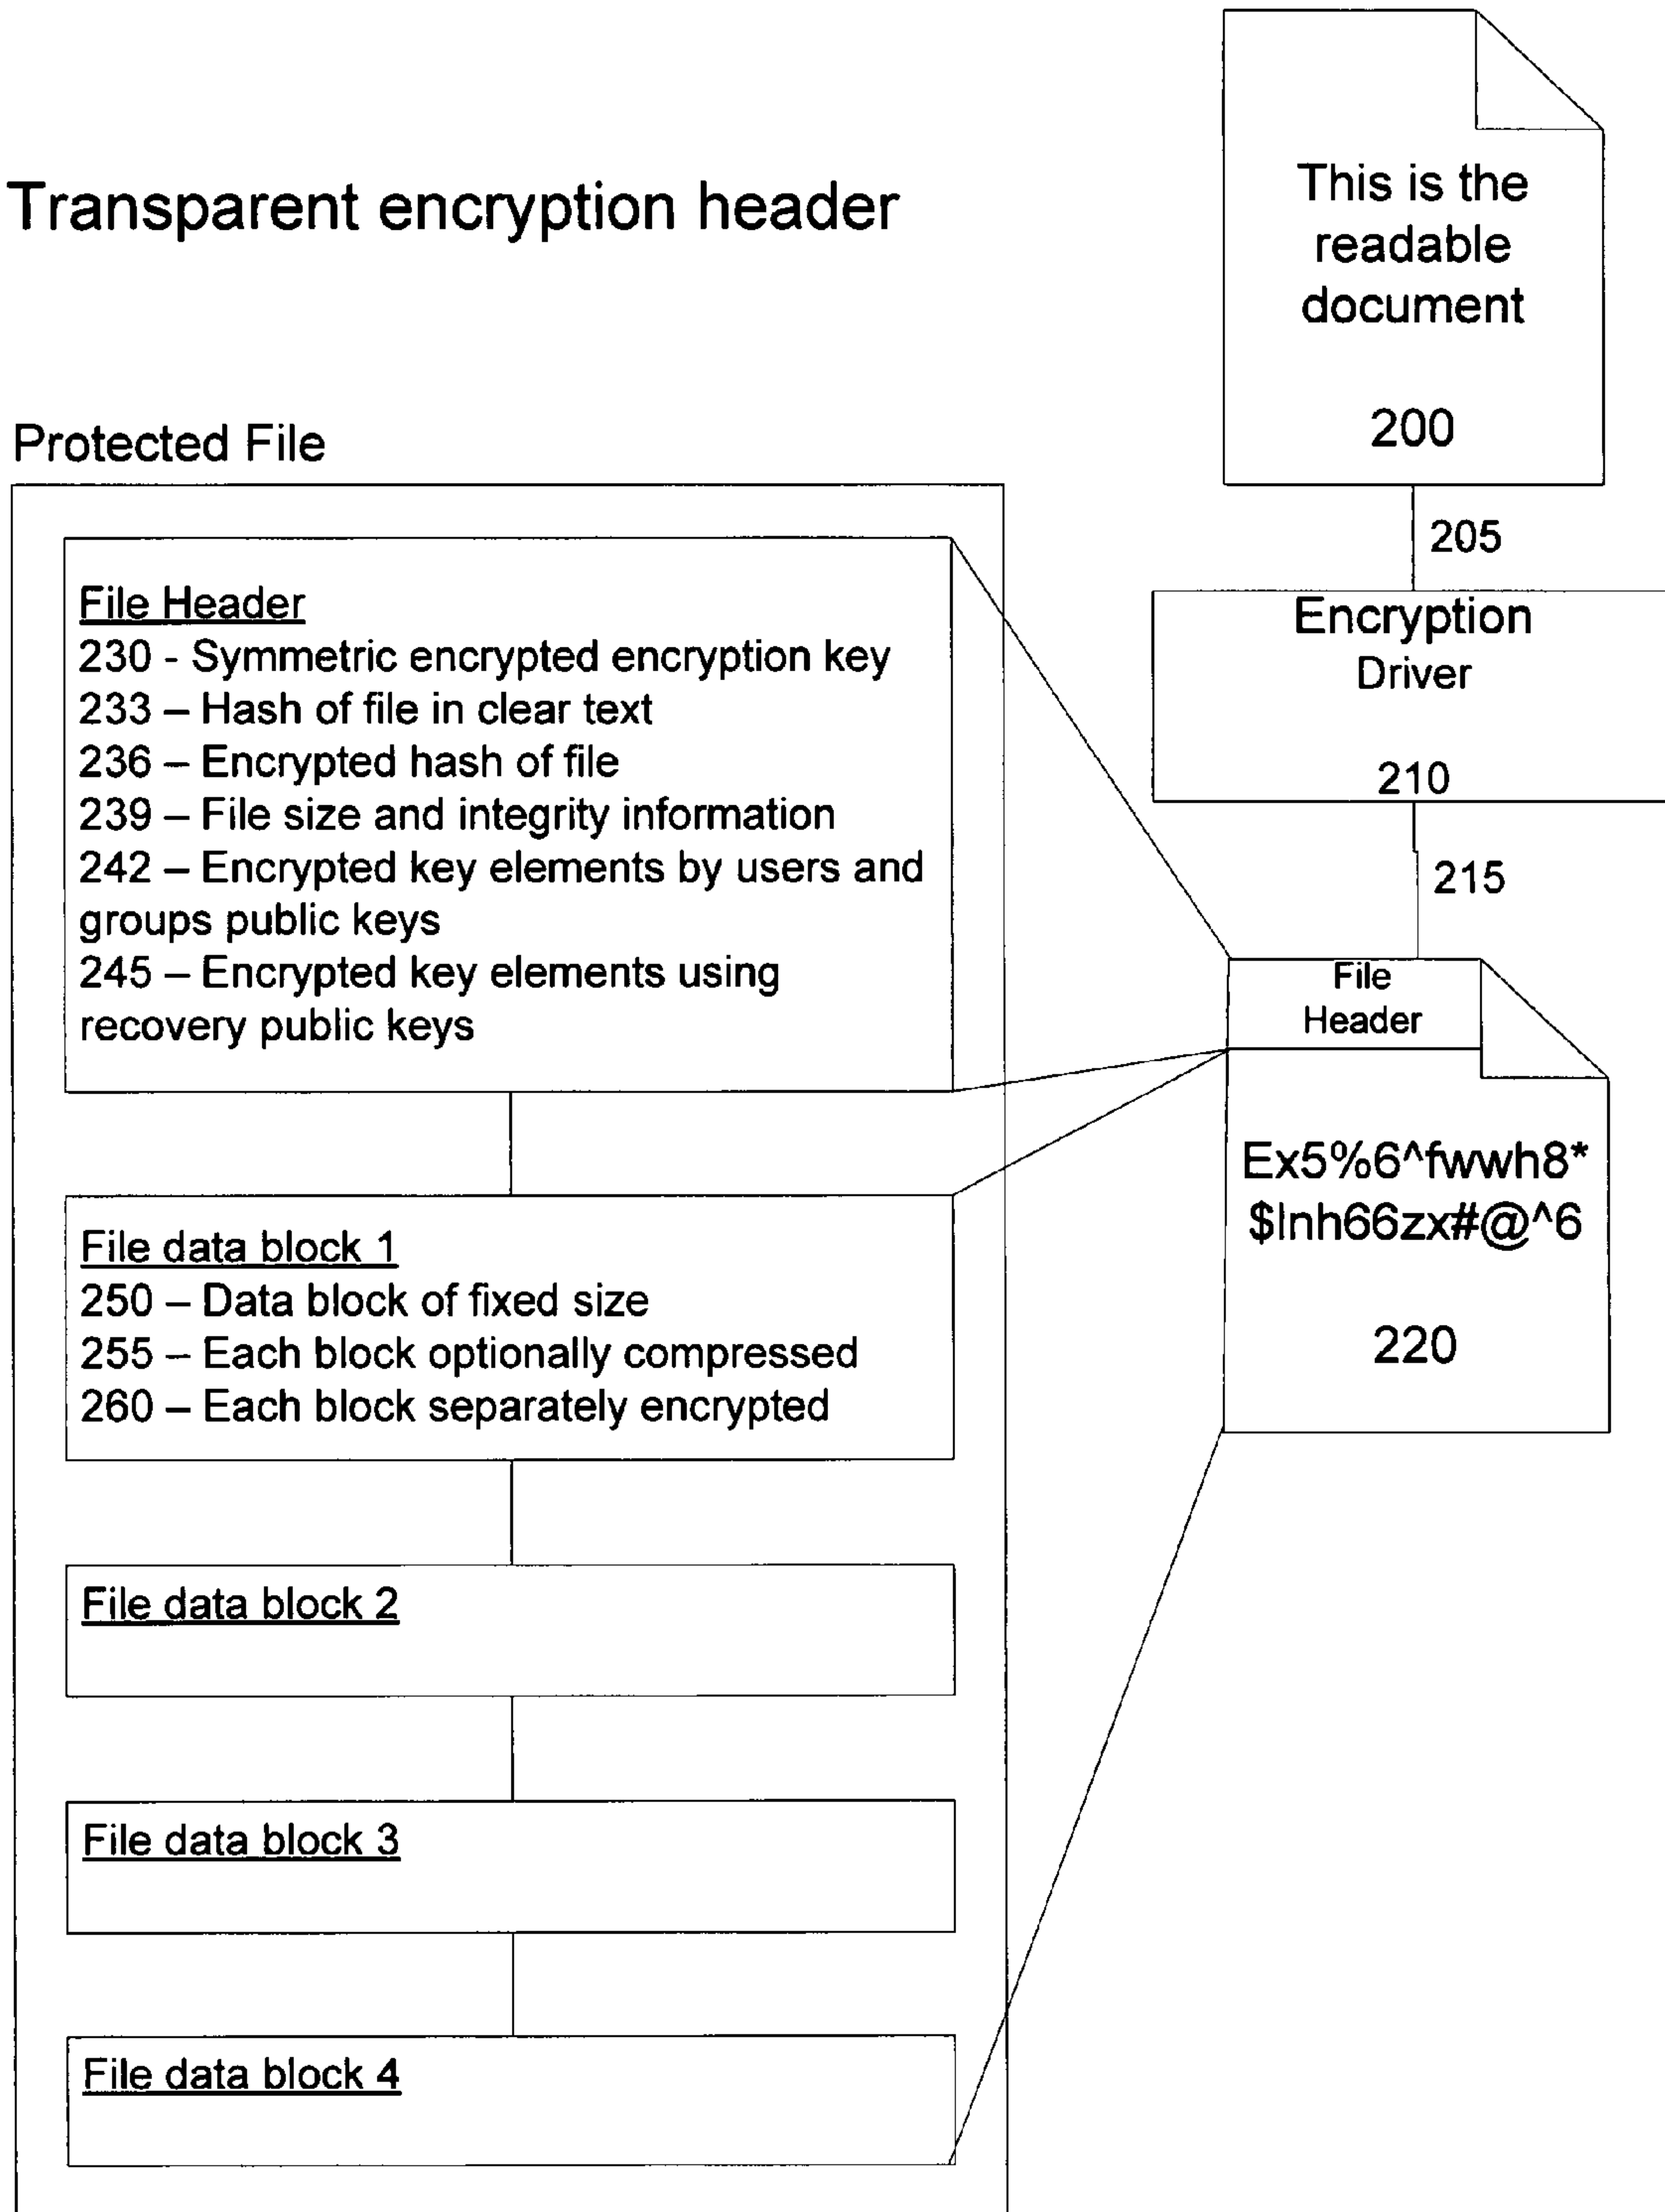 Transparent encryption header
This is the
readable
document
200
205
Encryption
Driver
210
215
File
Header
Ex5%6^fwwh8*
$lnh66zx#@^6
220
Protected File
File Header
230 - Symmetric encrypted encryption key
233 – Hash of file in clear text
236 – Encrypted hash of file
239 – File size and integrity information
242 – Encrypted key elements by users and
groups public keys
245 – Encrypted key elements using
recovery public keys
File data block 1
250 – Data block of fixed size
255 – Each block optionally compressed
260 – Each block separately encrypted
File data block 2
File data block 3
File data block 4